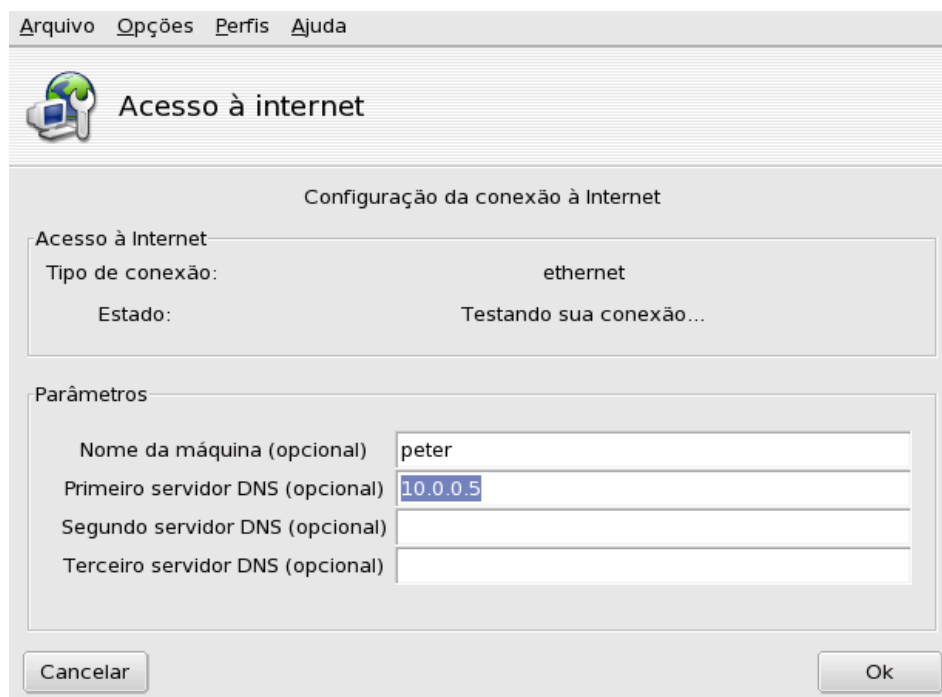 Arquivo Opções Perfis Ajuda
Acesso à internet
Configuração da conexão à Internet
Acesso à Internet
Tipo de conexão: ethernet
Estado: Testando sua conexão...
Parâmetros
Nome da máquina (opcional) peter
Primeiro servidor DNS (opcional) 10.0.0.5
Segundo servidor DNS (opcional)
Terceiro servidor DNS (opcional)
Cancelar Ok